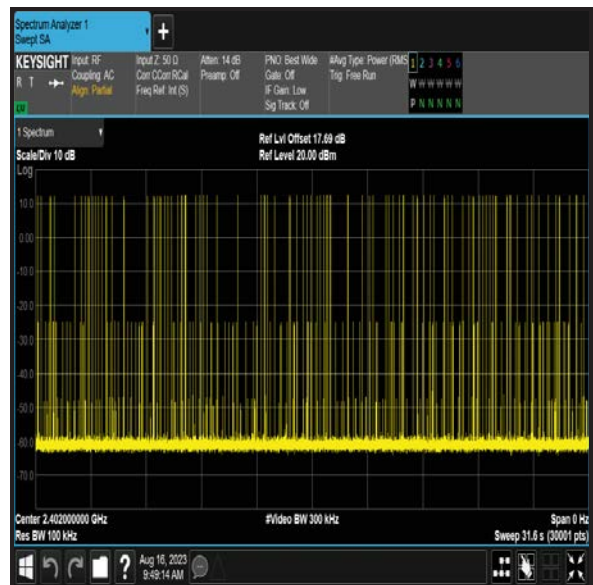 Spectrum Analyzer 1
Swept SA
+
KEYSIGHT Input: RF Input Z: 50 Ω Atten: 14 dB PNO: Best Wide #Avg Type: Power (RMS 1 2 3 4 5 6
R T Coupling: AC Corr CCorr RCal Preamp: Off Gate: Off Trig: Free Run
Align: Partial Freq Ref: Int (S) IF Gain: Low W W W W W W
Sig Track: Off P N N N N N
1 Spectrum
Ref Lvl Offset 17.69 dB
Scale/Div 10 dB Ref Level 20.00 dBm
Log
10.0
0.00
-10.0
-20.0
-30.0
-40.0
-50.0
-60.0
-70.0
Center 2.402000000 GHz #Video BW 300 kHz Span 0 Hz
Res BW 100 kHz Sweep 31.6 s (30001 pts)
? Aug 16, 2023
9:49:14 AM